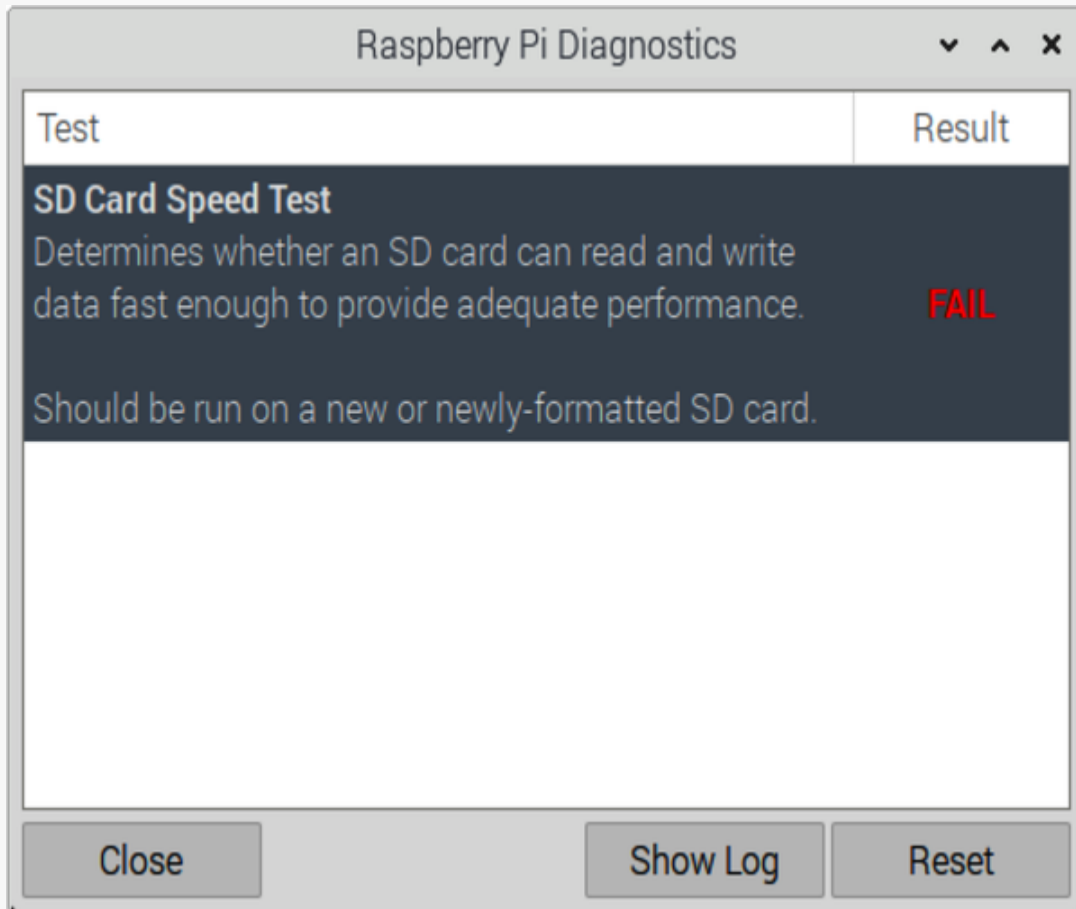 Raspberry Pi Diagnostics
Test Result
SD Card Speed Test
Determines whether an SD card can read and write
data fast enough to provide adequate performance.
FAIL
Should be run on a new or newly-formatted SD card.
Close Show Log Reset